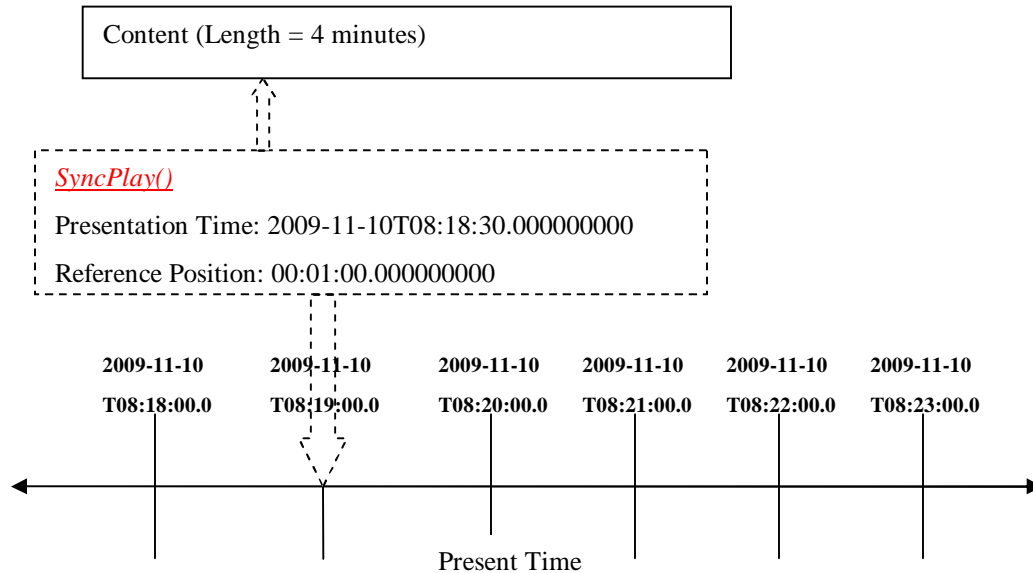 Content (Length = 4 minutes)
SyncPlay()
Presentation Time: 2009-11-10T08:18:30.000000000
Reference Position: 00:01:00.000000000
2009-11-10 2009-11-10 2009-11-10 2009-11-10 2009-11-10 2009-11-10
T08:18:00.0 T08:19:00.0 T08:20:00.0 T08:21:00.0 T08:22:00.0 T08:23:00.0
Present Time